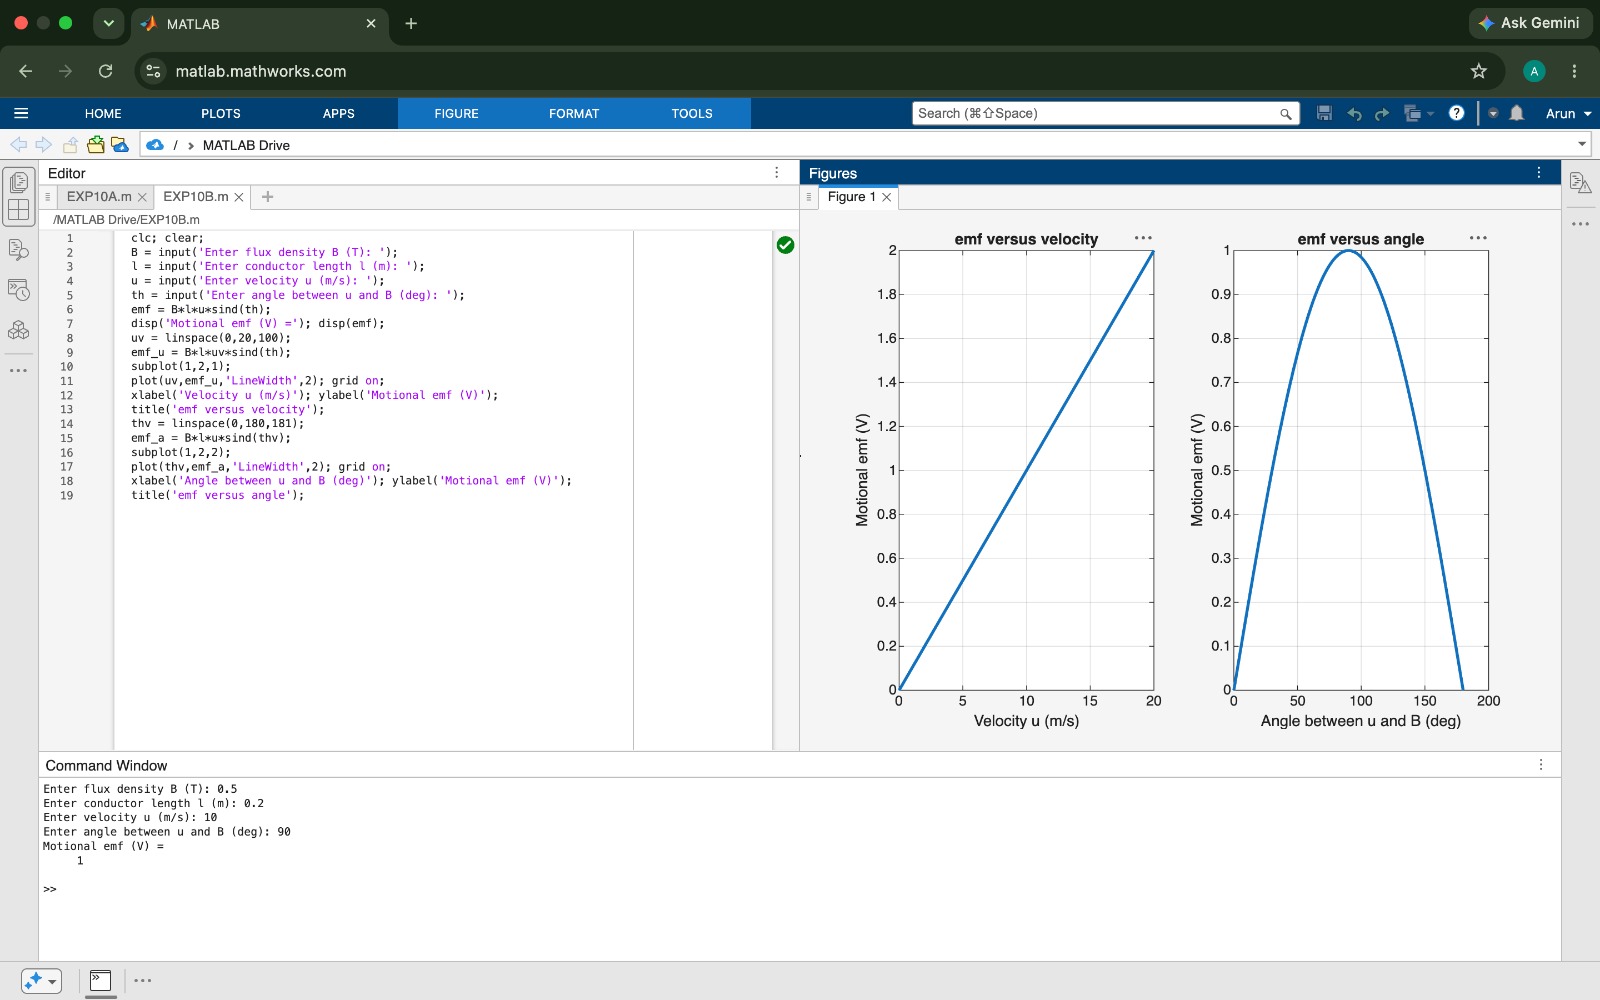 MATLAB
Ask Gemini
matlab.mathworks.com
A
HOME PLOTS APPS FIGURE FORMAT TOOLS
Search (⌘⇧Space)
Arun
/ › MATLAB Drive
Editor
EXP10A.m
EXP10B.m
/MATLAB Drive/EXP10B.m
1 clc; clear;
2 B = input('Enter flux density B (T): ');
3 l = input('Enter conductor length l (m): ');
4 u = input('Enter velocity u (m/s): ');
5 th = input('Enter angle between u and B (deg): ');
6 emf = B*l*u*sind(th);
7 disp('Motional emf (V) ='); disp(emf);
8 uv = linspace(0,20,100);
9 emf_u = B*l*uv*sind(th);
10 subplot(1,2,1);
11 plot(uv,emf_u,'LineWidth',2); grid on;
12 xlabel('Velocity u (m/s)'); ylabel('Motional emf (V)');
13 title('emf versus velocity');
14 thv = linspace(0,180,181);
15 emf_a = B*l*u*sind(thv);
16 subplot(1,2,2);
17 plot(thv,emf_a,'LineWidth',2); grid on;
18 xlabel('Angle between u and B (deg)'); ylabel('Motional emf (V)');
19 title('emf versus angle');
Figures
Figure 1
emf versus velocity
2
1.8
1.6
1.4
1.2
1
0.8
0.6
0.4
0.2
0
Motional emf (V)
0 5 10 15 20
Velocity u (m/s)
emf versus angle
1
0.9
0.8
0.7
0.6
0.5
0.4
0.3
0.2
0.1
0
Motional emf (V)
0 50 100 150 200
Angle between u and B (deg)
Command Window
Enter flux density B (T): 0.5
Enter conductor length l (m): 0.2
Enter velocity u (m/s): 10
Enter angle between u and B (deg): 90
Motional emf (V) =
1
>>